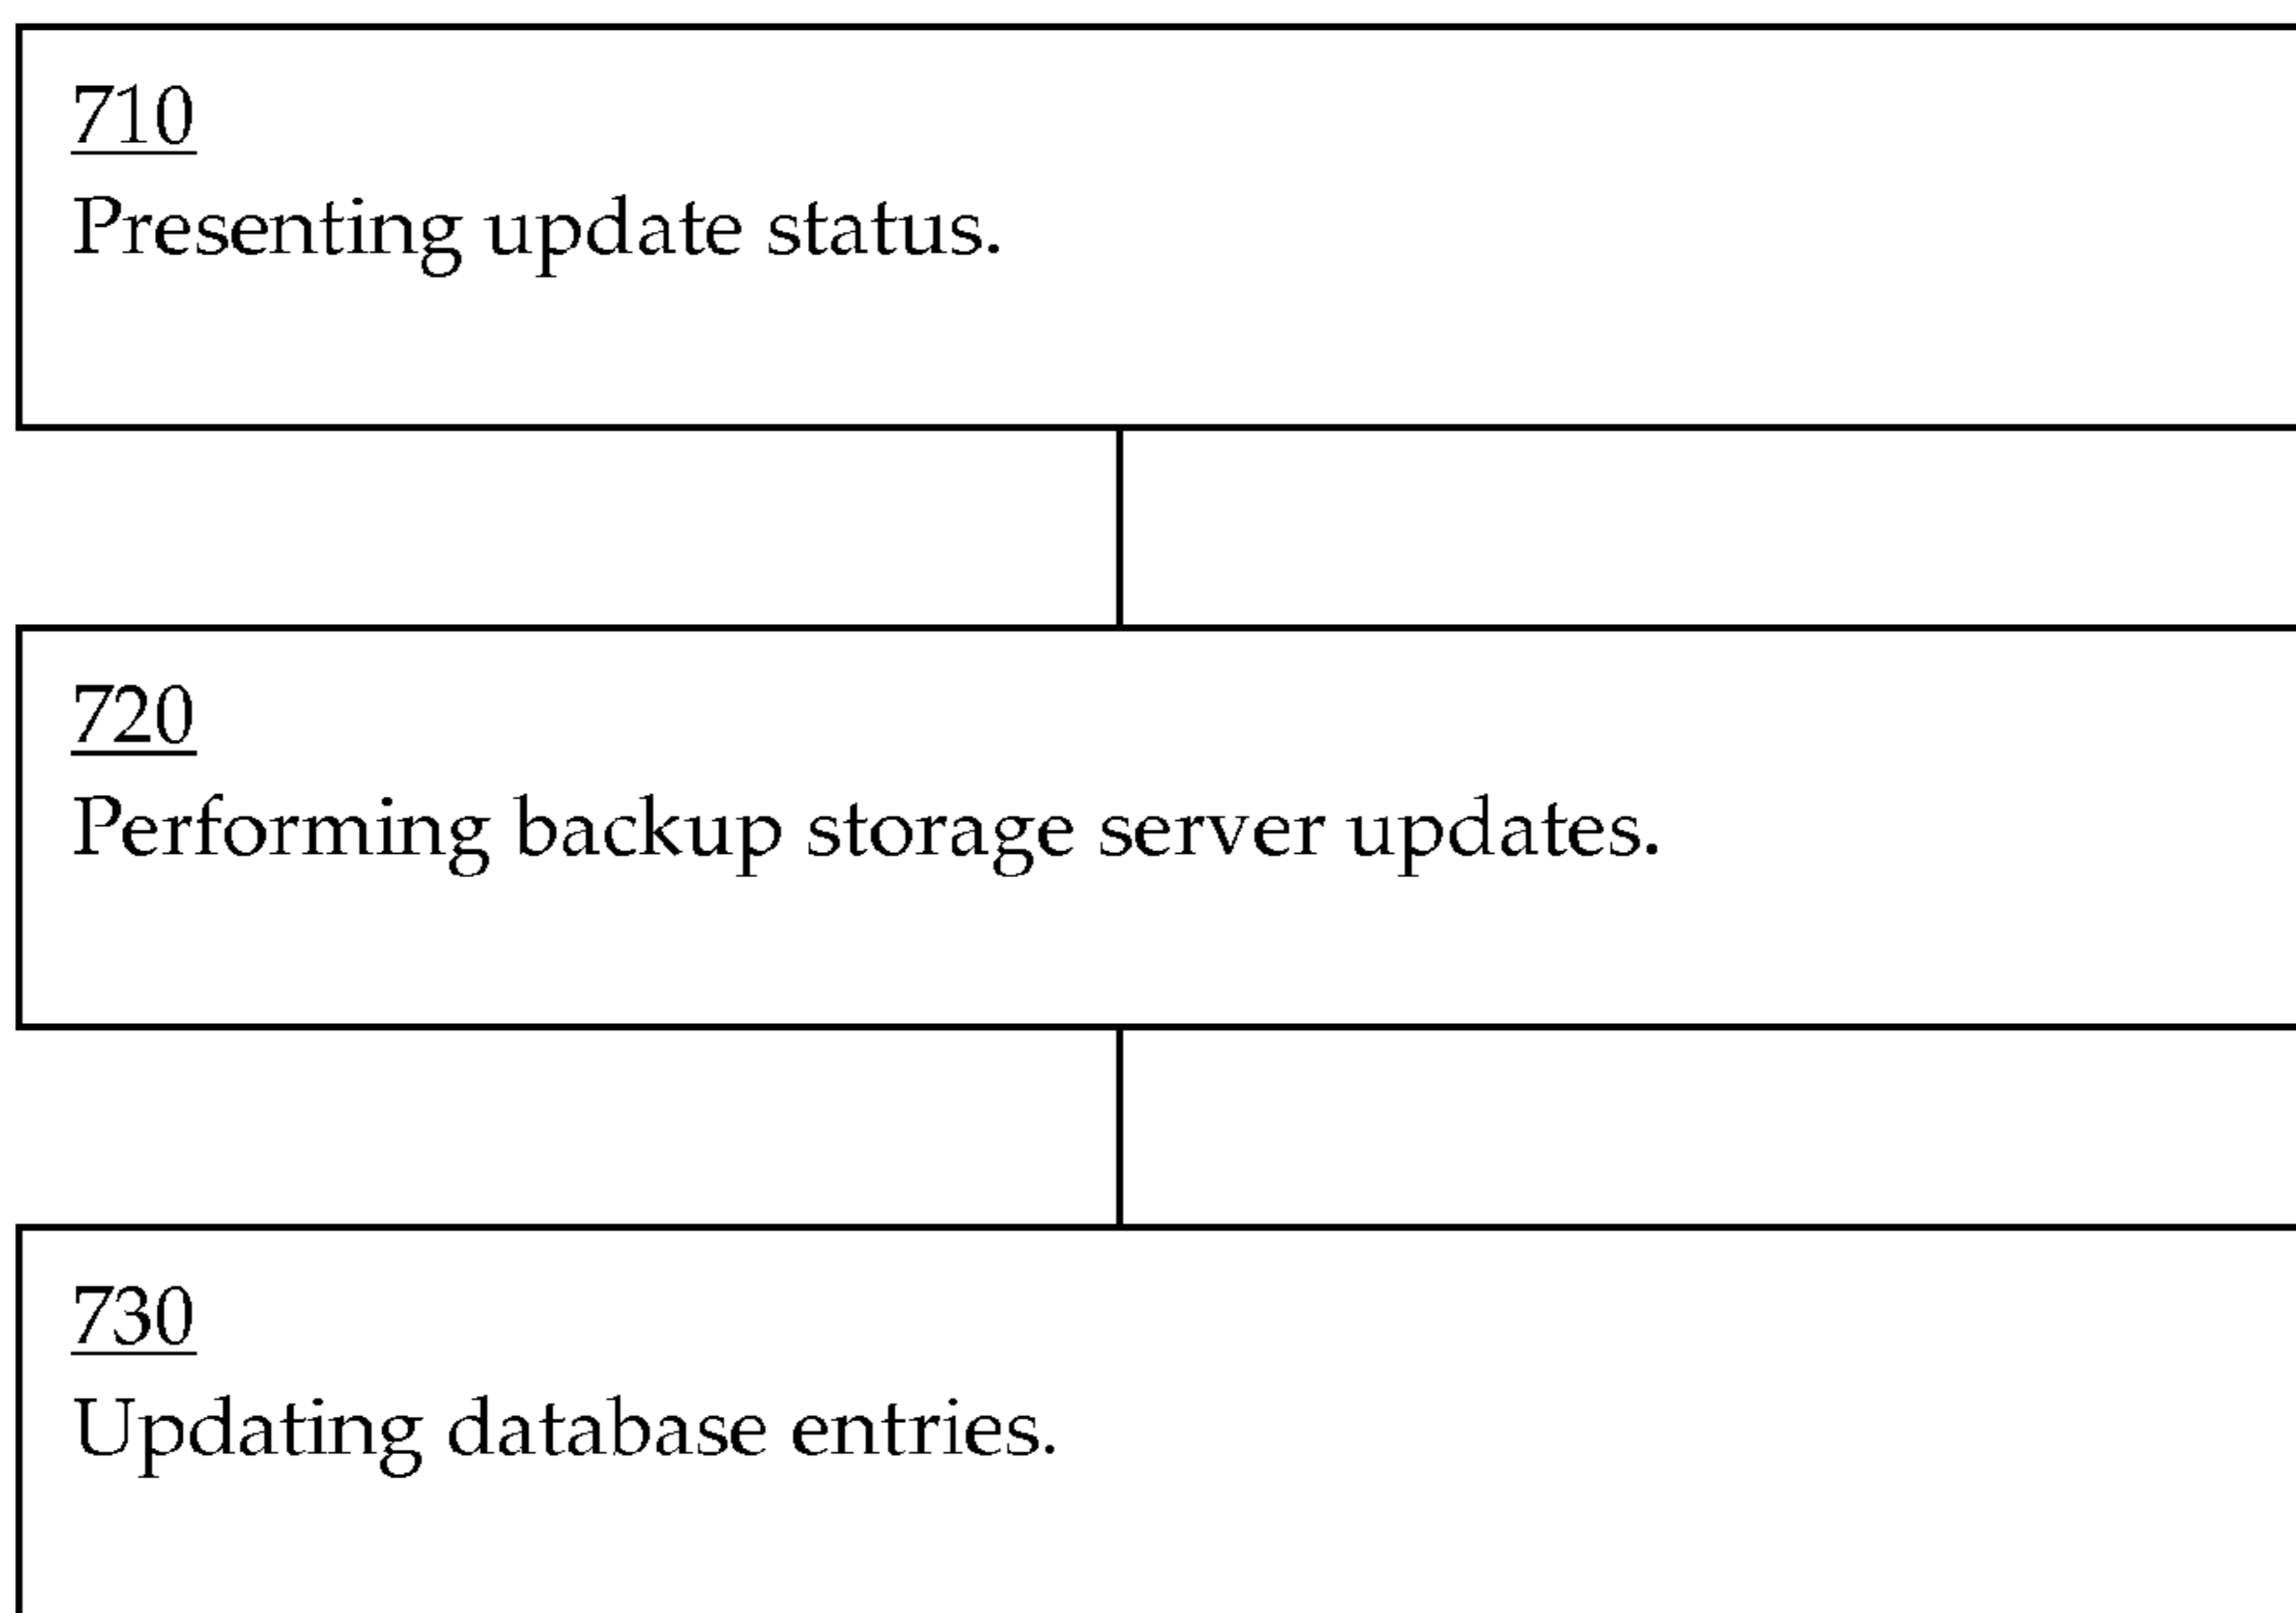 710
Presenting update status.
720
Performing backup storage server updates.
730
Updating database entries.